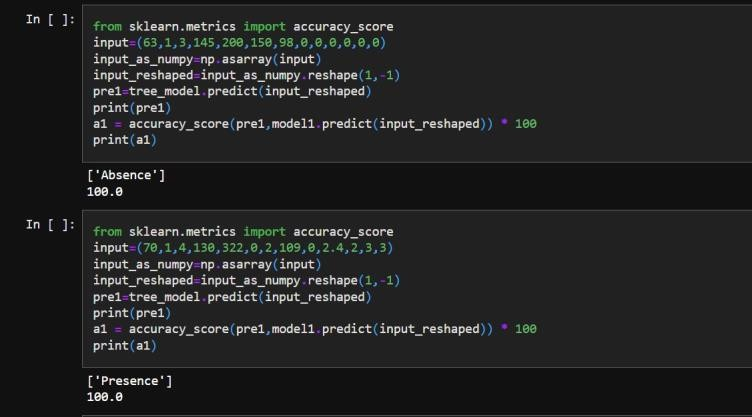 In [ ]:
from sklearn.metrics import accuracy_score
input=(63,1,3,145,200,150,98,0,0,0,0,0,0)
input_as_numpy=np.asarray(input)
input_reshaped=input_as_numpy.reshape(1,-1)
pre1=tree_model.predict(input_reshaped)
print(pre1)
a1 = accuracy_score(pre1,model1.predict(input_reshaped)) * 100
print(a1)
['Absence']
100.0
In [ ]:
from sklearn.metrics import accuracy_score
input=(70,1,4,130,322,0,2,109,0,2.4,2,3,3)
input_as_numpy=np.asarray(input)
input_reshaped=input_as_numpy.reshape(1,-1)
pre1=tree_model.predict(input_reshaped)
print(pre1)
a1 = accuracy_score(pre1,model1.predict(input_reshaped)) * 100
print(a1)
['Presence']
100.0